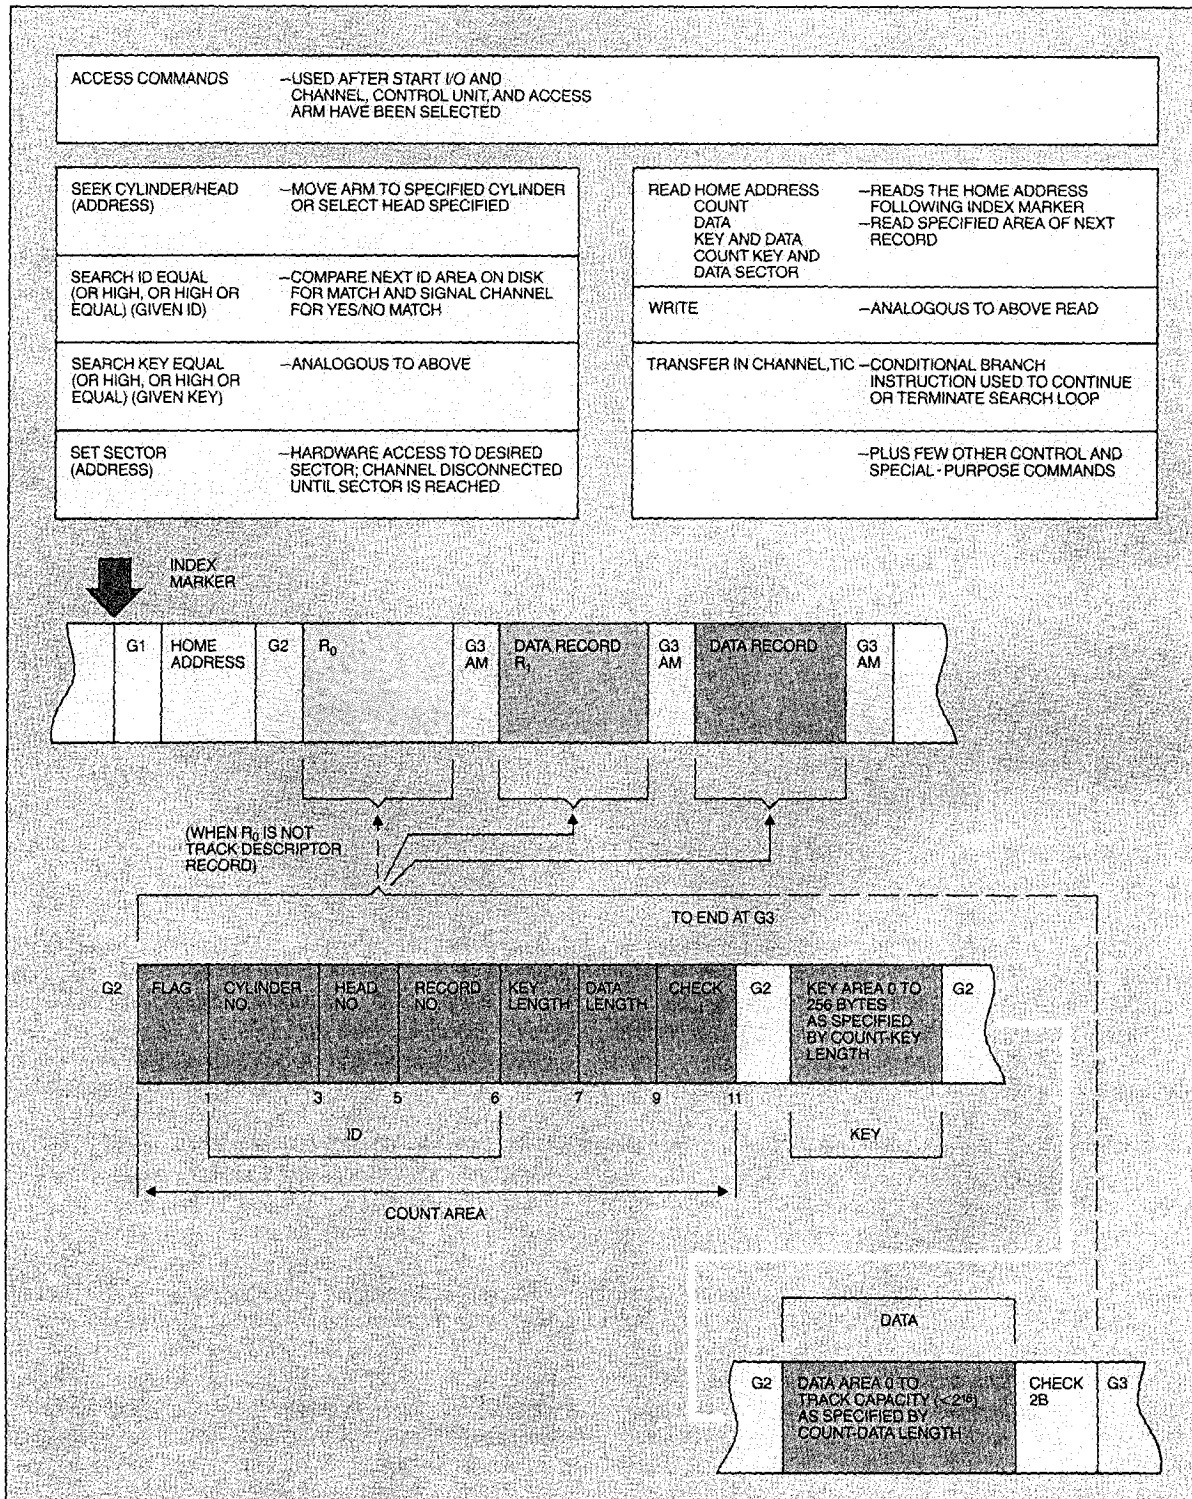 ACCESS COMMANDS
–USED AFTER START I/O AND
CHANNEL, CONTROL UNIT, AND ACCESS
ARM HAVE BEEN SELECTED
SEEK CYLINDER/HEAD
(ADDRESS)
–MOVE ARM TO SPECIFIED CYLINDER
OR SELECT HEAD SPECIFIED
SEARCH ID EQUAL
(OR HIGH, OR HIGH OR
EQUAL) (GIVEN ID)
–COMPARE NEXT ID AREA ON DISK
FOR MATCH AND SIGNAL CHANNEL
FOR YES/NO MATCH
SEARCH KEY EQUAL
(OR HIGH, OR HIGH OR
EQUAL) (GIVEN KEY)
–ANALOGOUS TO ABOVE
SET SECTOR
(ADDRESS)
–HARDWARE ACCESS TO DESIRED
SECTOR; CHANNEL DISCONNECTED
UNTIL SECTOR IS REACHED
READ HOME ADDRESS
COUNT
DATA
KEY AND DATA
COUNT KEY AND
DATA SECTOR
–READS THE HOME ADDRESS
FOLLOWING INDEX MARKER
–READ SPECIFIED AREA OF NEXT
RECORD
WRITE
–ANALOGOUS TO ABOVE READ
TRANSFER IN CHANNEL,TIC
–CONDITIONAL BRANCH
INSTRUCTION USED TO CONTINUE
OR TERMINATE SEARCH LOOP
–PLUS FEW OTHER CONTROL AND
SPECIAL-PURPOSE COMMANDS
INDEX
MARKER
G1
HOME
ADDRESS
G2
R₀
G3
AM
DATA RECORD
R₁
G3
AM
DATA RECORD
G3
AM
(WHEN R₀ IS NOT
TRACK DESCRIPTOR
RECORD)
TO END AT G3
G2
FLAG
CYLINDER
NO.
HEAD
NO.
RECORD
NO.
KEY
LENGTH
DATA
LENGTH
CHECK
G2
KEY AREA 0 TO
256 BYTES
AS SPECIFIED
BY COUNT-KEY
LENGTH
G2
1 3 5 6 7 9 11
ID
KEY
COUNT AREA
DATA
G2
DATA AREA 0 TO
TRACK CAPACITY (<2¹⁶)
AS SPECIFIED BY
COUNT-DATA LENGTH
CHECK
2B
G3